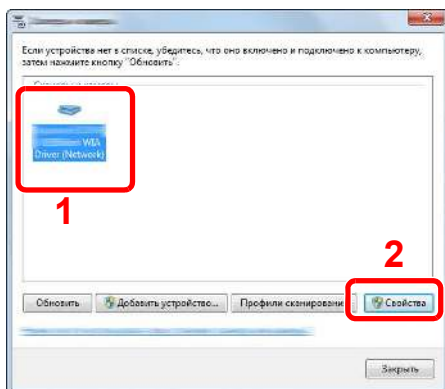 Если устройства нет в списке, убедитесь, что оно включено и подключено к компьютеру,
затем нажмите кнопку "Обновить".
WIA
Driver (Network)
1
2
Обновить
Добавить устройство...
Профили сканирования
Свойства
Закрыть